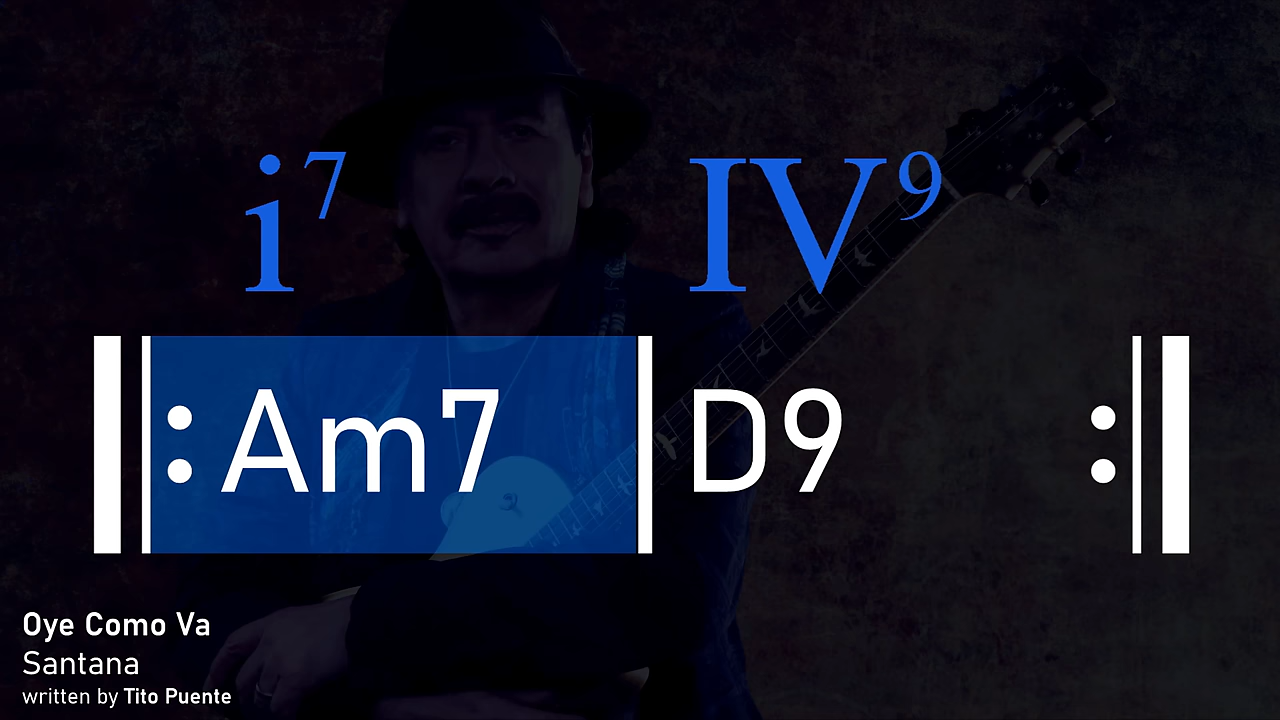 i⁷ IV⁹
Am7 D9
Oye Como Va
Santana
written by Tito Puente